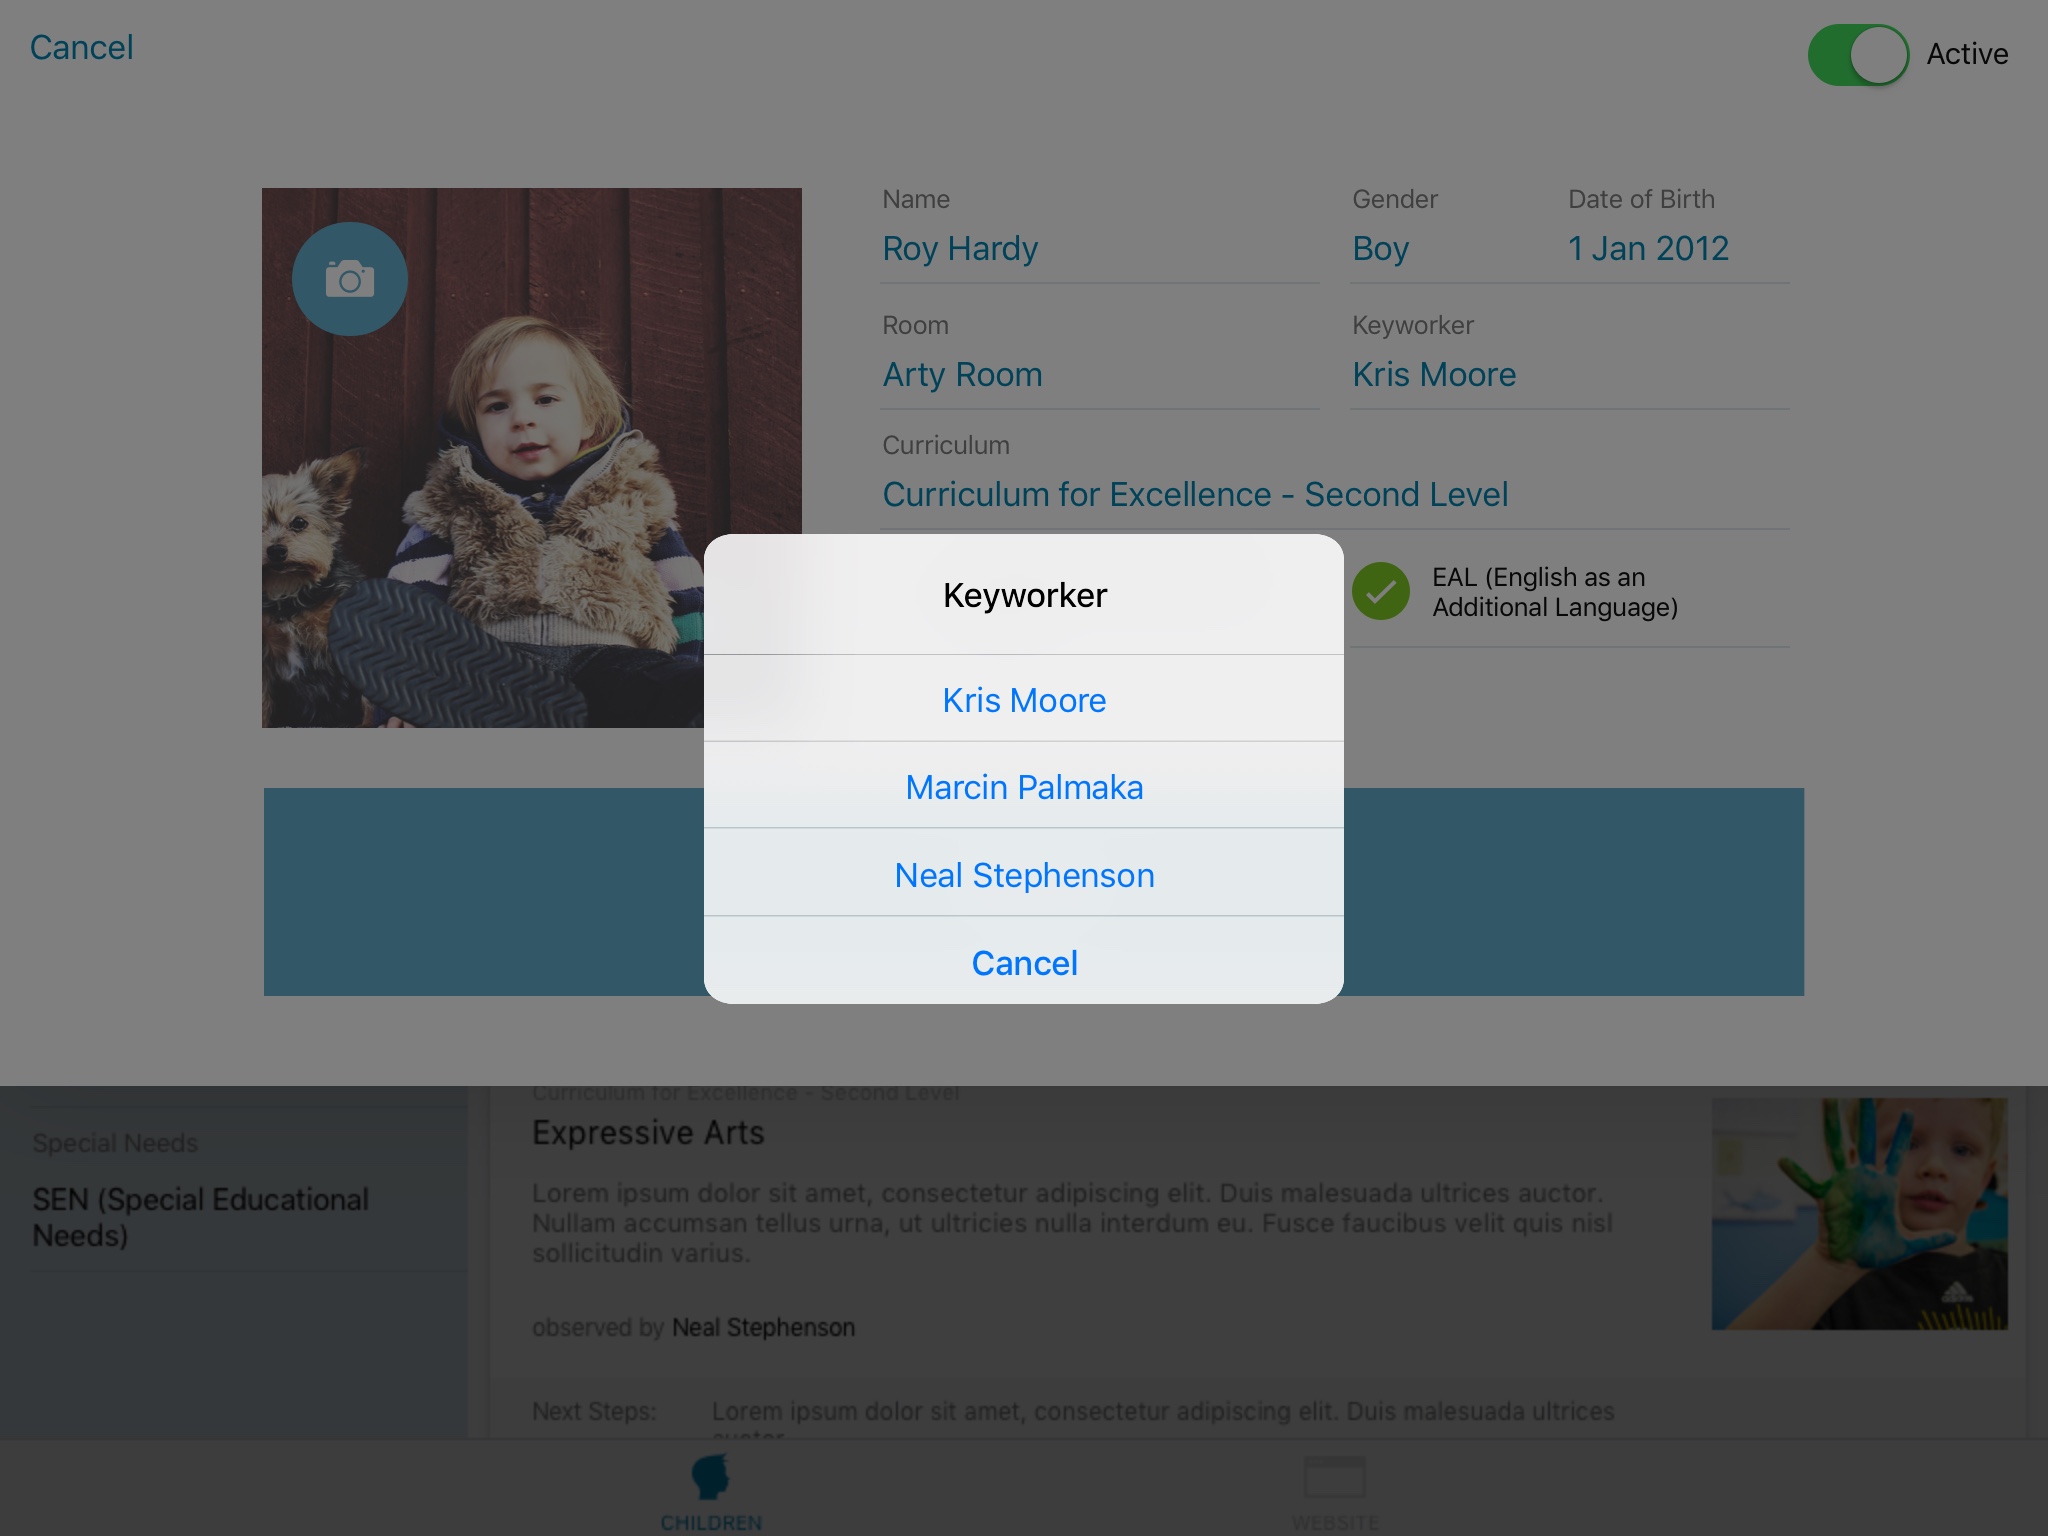 Cancel
Active
Name
Gender
Date of Birth
Roy Hardy
Boy
1 Jan 2012
Room
Keyworker
Arty Room
Kris Moore
Curriculum
Curriculum for Excellence - Second Level
EAL (English as an
Additional Language)
Keyworker
Kris Moore
Marcin Palmaka
Neal Stephenson
Cancel
Special Needs
SEN (Special Educational
Needs)
Curriculum for Excellence - Second Level
Expressive Arts
Lorem ipsum dolor sit amet, consectetur adipiscing elit. Duis malesuada ultrices auctor.
Nullam accumsan tellus urna, ut ultricies nulla interdum eu. Fusce faucibus velit quis nisl
sollicitudin varius.
observed by Neal Stephenson
Next Steps:
Lorem ipsum dolor sit amet, consectetur adipiscing elit. Duis malesuada ultrices
auctor
CHILDREN
WEBSITE